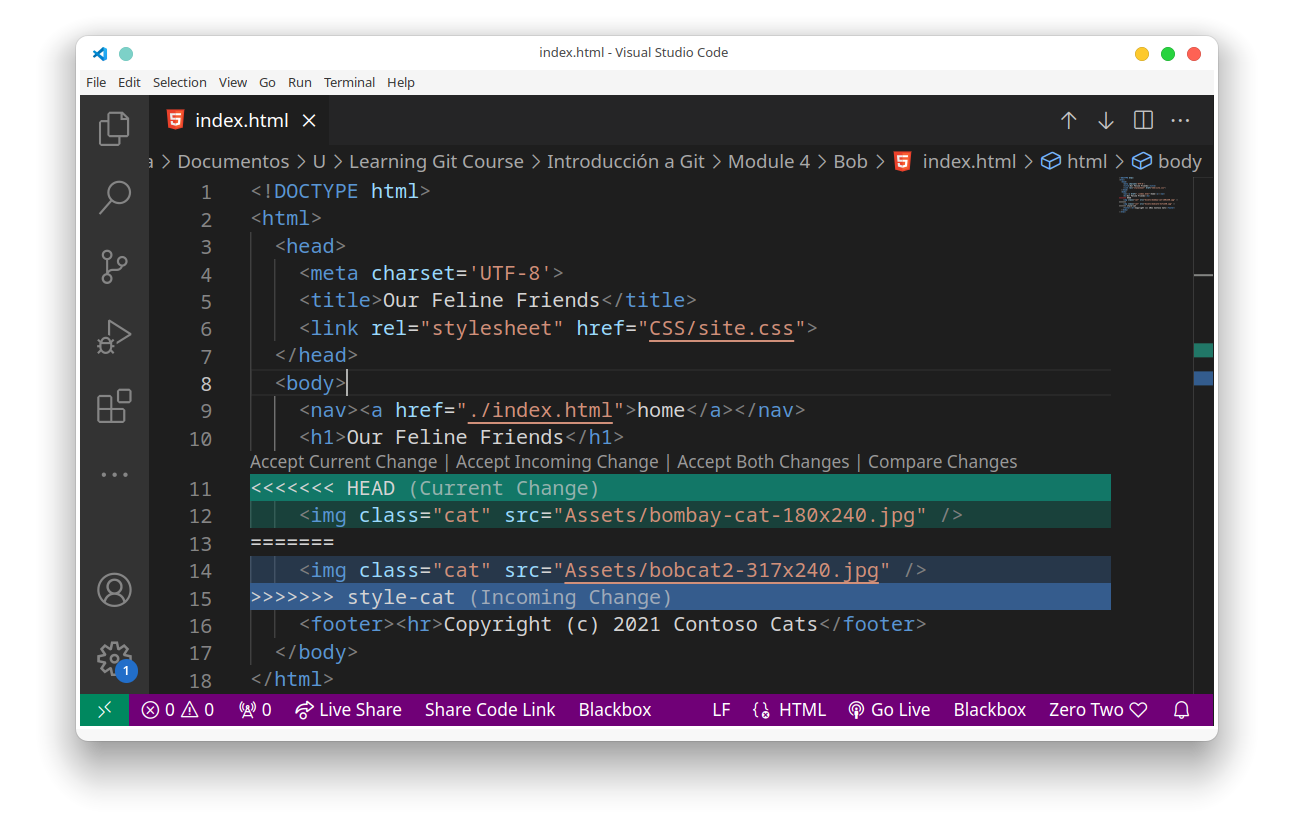 index.html - Visual Studio Code
File Edit Selection View Go Run Terminal Help
index.html
a > Documentos > U > Learning Git Course > Introducción a Git > Module 4 > Bob > index.html > html > body
1 <!DOCTYPE html>
2 <html>
3 <head>
4 <meta charset='UTF-8'>
5 <title>Our Feline Friends</title>
6 <link rel="stylesheet" href="CSS/site.css">
7 </head>
8 <body>
9 <nav><a href="./index.html">home</a></nav>
10 <h1>Our Feline Friends</h1>
Accept Current Change | Accept Incoming Change | Accept Both Changes | Compare Changes
11 <<<<<<< HEAD (Current Change)
12 <img class="cat" src="Assets/bombay-cat-180x240.jpg" />
13 =======
14 <img class="cat" src="Assets/bobcat2-317x240.jpg" />
15 >>>>>>> style-cat (Incoming Change)
16 <footer><hr>Copyright (c) 2021 Contoso Cats</footer>
17 </body>
18 </html>
1
0 0 0 Live Share Share Code Link Blackbox LF HTML Go Live Blackbox Zero Two ♡